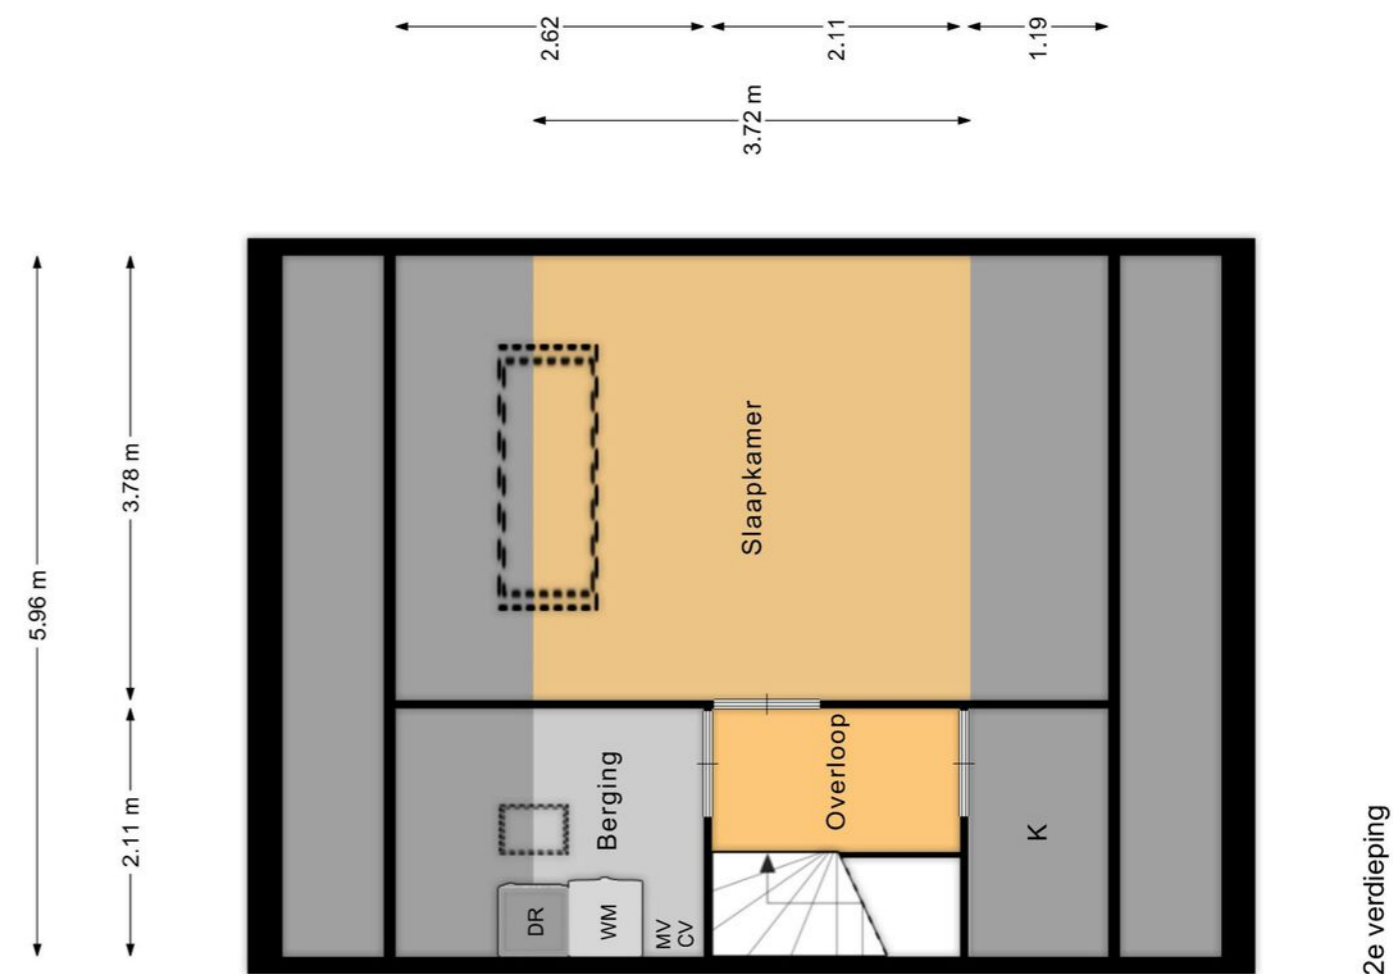 2.62
2.11
1.19
3.72 m
5.96 m
3.78 m
2.11 m
Slaapkamer
Berging
Overloop
K
DR
WM
MV
CV
2e verdieping